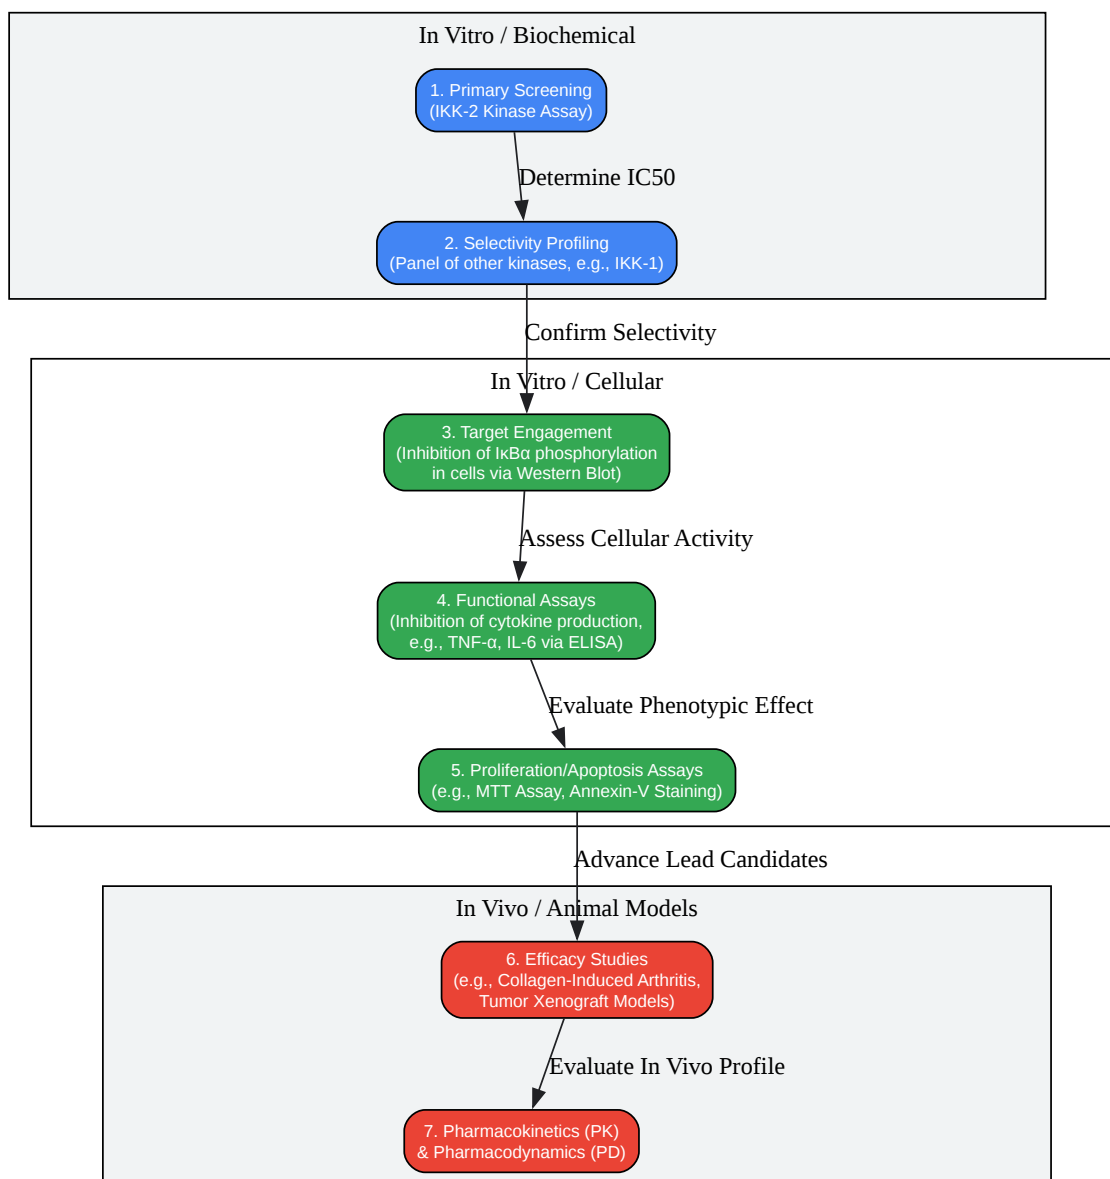 In Vitro / Biochemical
1. Primary Screening
(IKK-2 Kinase Assay)
Determine IC50
2. Selectivity Profiling
(Panel of other kinases, e.g., IKK-1)
Confirm Selectivity
In Vitro / Cellular
3. Target Engagement
(Inhibition of IκBα phosphorylation
in cells via Western Blot)
Assess Cellular Activity
4. Functional Assays
(Inhibition of cytokine production,
e.g., TNF-α, IL-6 via ELISA)
Evaluate Phenotypic Effect
5. Proliferation/Apoptosis Assays
(e.g., MTT Assay, Annexin-V Staining)
Advance Lead Candidates
In Vivo / Animal Models
6. Efficacy Studies
(e.g., Collagen-Induced Arthritis,
Tumor Xenograft Models)
Evaluate In Vivo Profile
7. Pharmacokinetics (PK)
& Pharmacodynamics (PD)